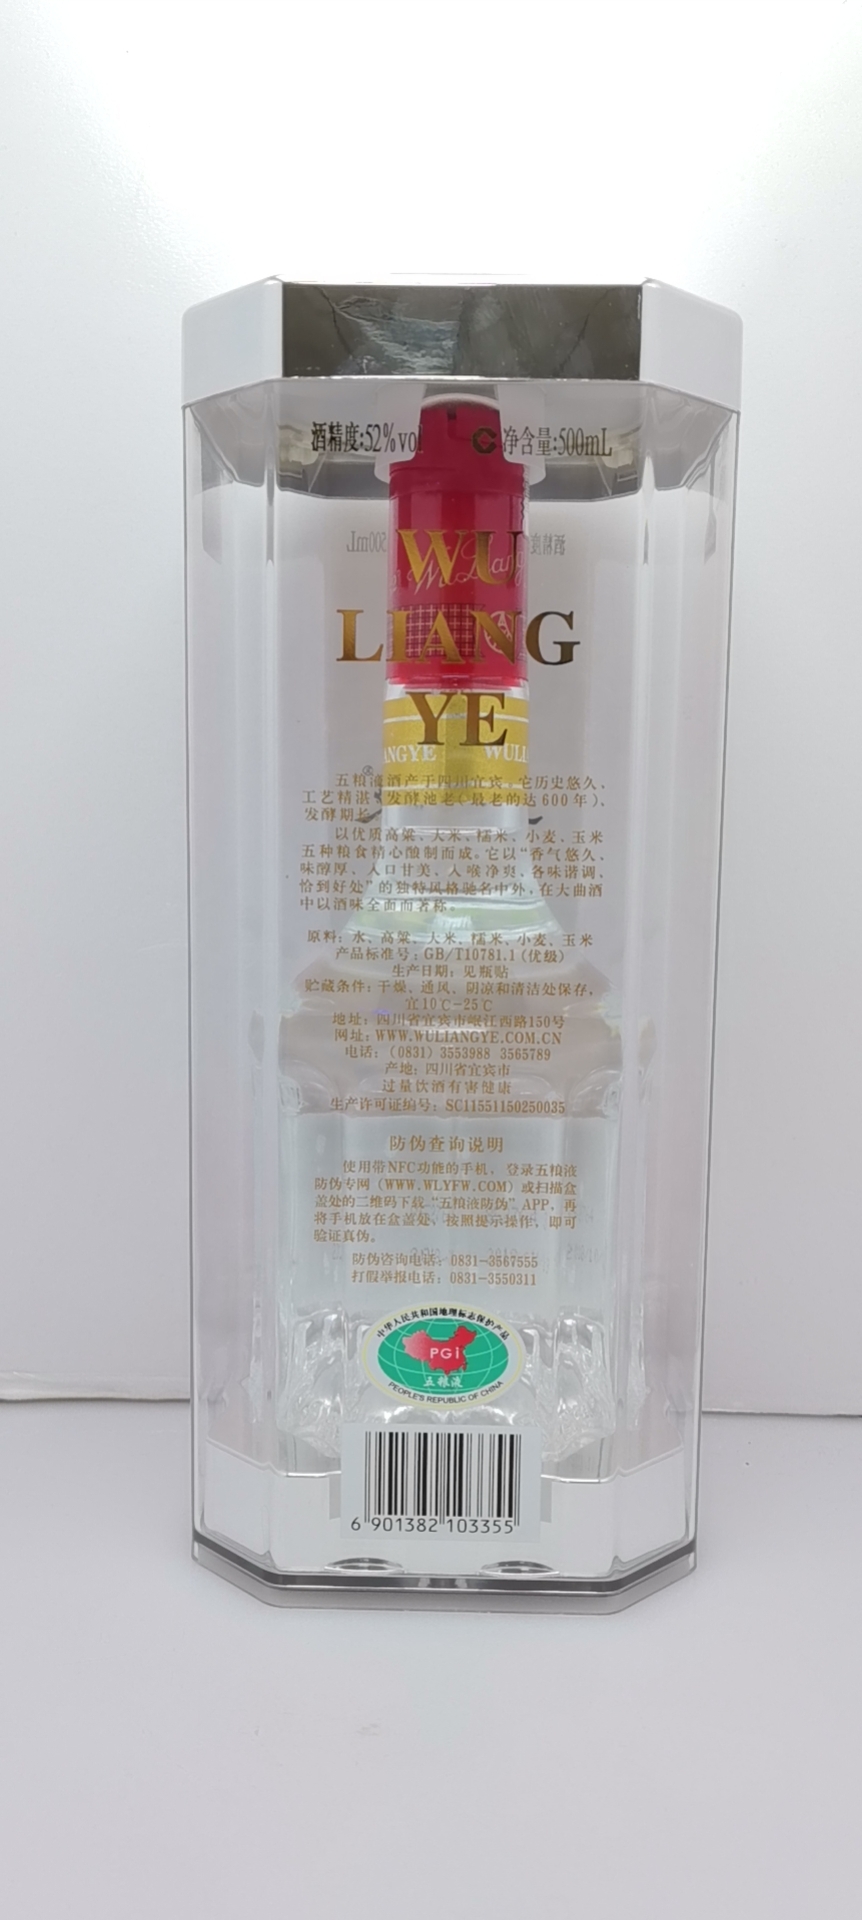 酒精度:52%vol 净含量:500mL
WU
LIANG
YE
ANGYE WULI
五粮液酒产于四川宜宾，它历史悠久、
工艺精湛、发酵池老（最老的达600年）、
发酵期长。
以优质高粱、大米、糯米、小麦、玉米
五种粮食精心酿制而成。它以“香气悠久、
味醇厚、入口甘美、入喉净爽、各味谐调、
恰到好处”的独特风格驰名中外，在大曲酒
中以酒味全面而著称。
原料：水、高粱、大米、糯米、小麦、玉米
产品标准号：GB/T10781.1(优级)
生产日期：见瓶贴
贮藏条件：干燥、通风、阴凉和清洁处保存，
宜10℃-25℃
地址：四川省宜宾市岷江西路150号
网址：WWW.WULIANGYE.COM.CN
电话：(0831) 3553988 3565789
产地：四川省宜宾市
过量饮酒有害健康
生产许可证编号：SC11551150250035
防伪查询说明
使用带NFC功能的手机，登录五粮液
防伪专网（WWW.WLYFW.COM）或扫描盒
盖处的二维码下载“五粮液防伪”APP，再
将手机放在盒盖处，按照提示操作，即可
验证真伪。
防伪咨询电话：0831-3567555
打假举报电话：0831-3550311
中华人民共和国地理标志保护产品
PGi
五粮液
PEOPLE'S REPUBLIC OF CHINA
6 901382 103355